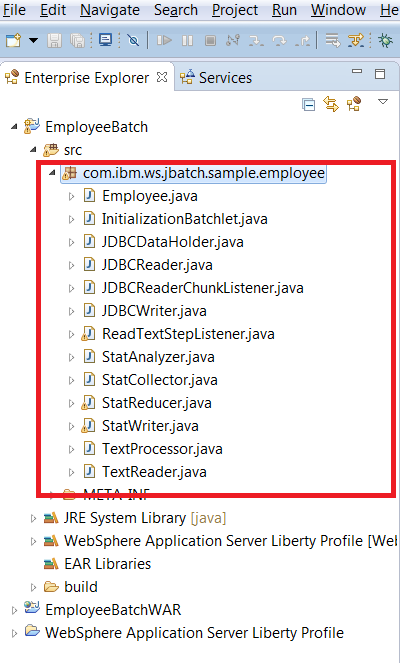 File Edit Navigate Search Project Run Window He
Enterprise Explorer Services
EmployeeBatch
src
com.ibm.ws.jbatch.sample.employee
Employee.java
InitializationBatchlet.java
JDBCDataHolder.java
JDBCReader.java
JDBCReaderChunkListener.java
JDBCWriter.java
ReadTextStepListener.java
StatAnalyzer.java
StatCollector.java
StatReducer.java
StatWriter.java
TextProcessor.java
TextReader.java
META-INF
JRE System Library [java]
WebSphere Application Server Liberty Profile [Web
EAR Libraries
build
EmployeeBatchWAR
WebSphere Application Server Liberty Profile